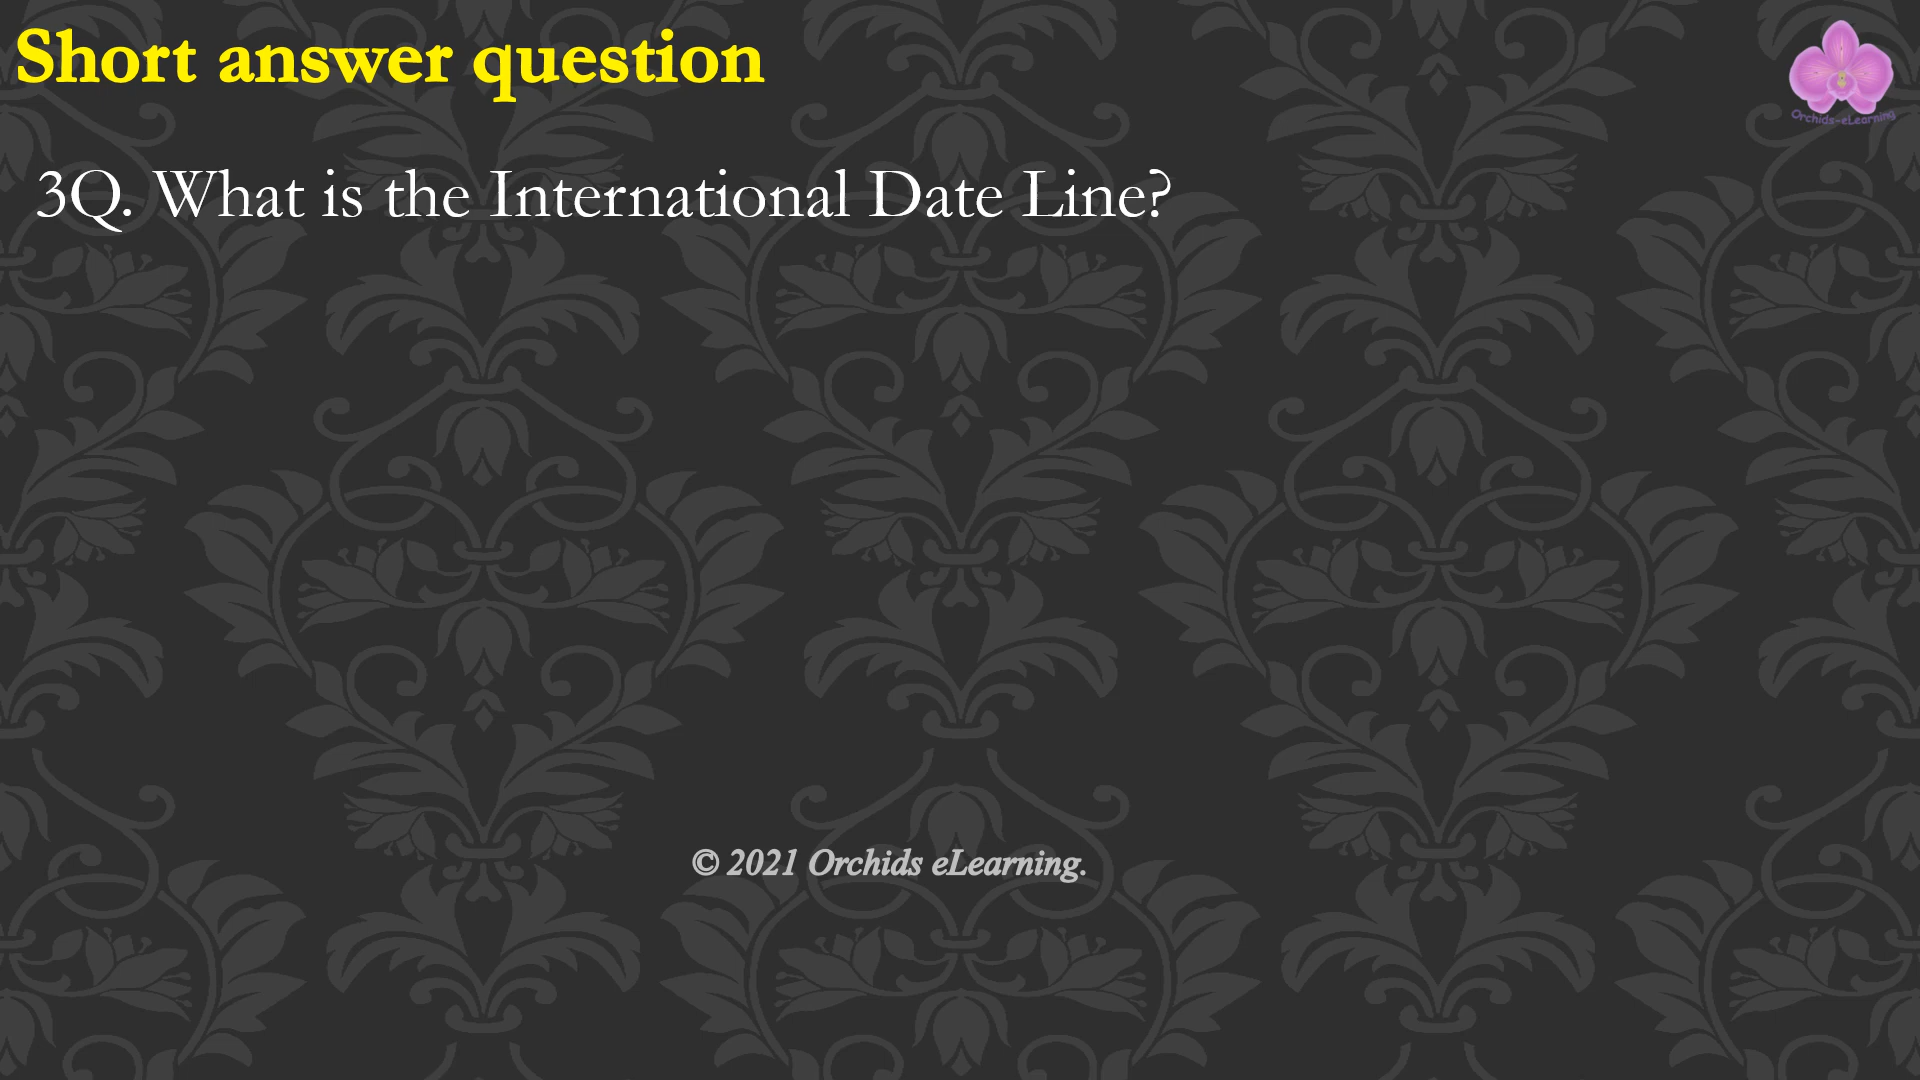 Short answer question
Orchids-eLearning
3Q. What is the International Date Line?
© 2021 Orchids eLearning.